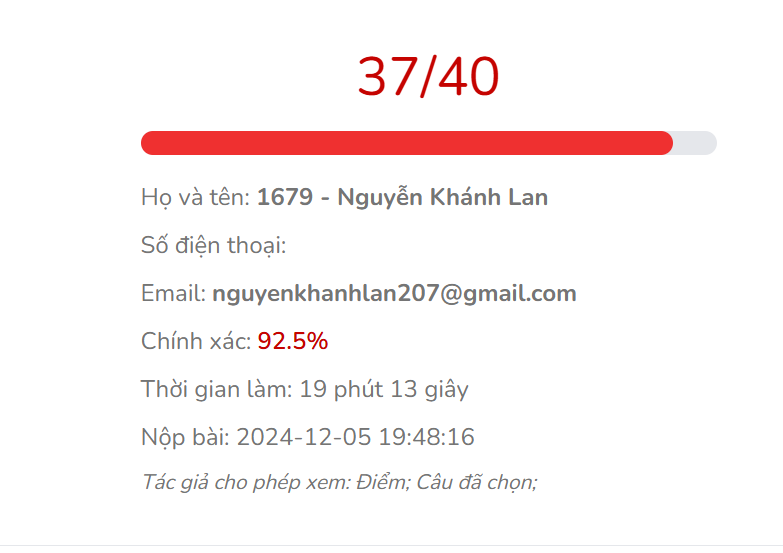 37/40
Họ và tên: 1679 - Nguyễn Khánh Lan
Số điện thoại:
Email: nguyenkhanhlan207@gmail.com
Chính xác: 92.5%
Thời gian làm: 19 phút 13 giây
Nộp bài: 2024-12-05 19:48:16
Tác giả cho phép xem: Điểm; Câu đã chọn;